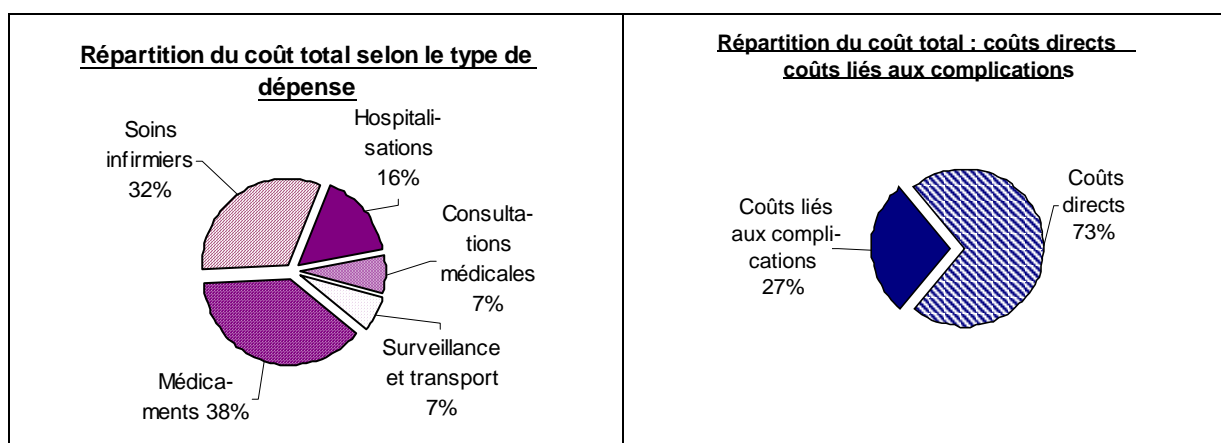 Répartition du coût total selon le type de
dépense
Soins
infirmiers
32%
Hospitali-
sations
16%
Consulta-
tions
médicales
7%
Surveillance
et transport
7%
Médica-
ments 38%
Répartition du coût total : coûts directs
coûts liés aux complications
Coûts liés
aux compli-
cations
27%
Coûts
directs
73%